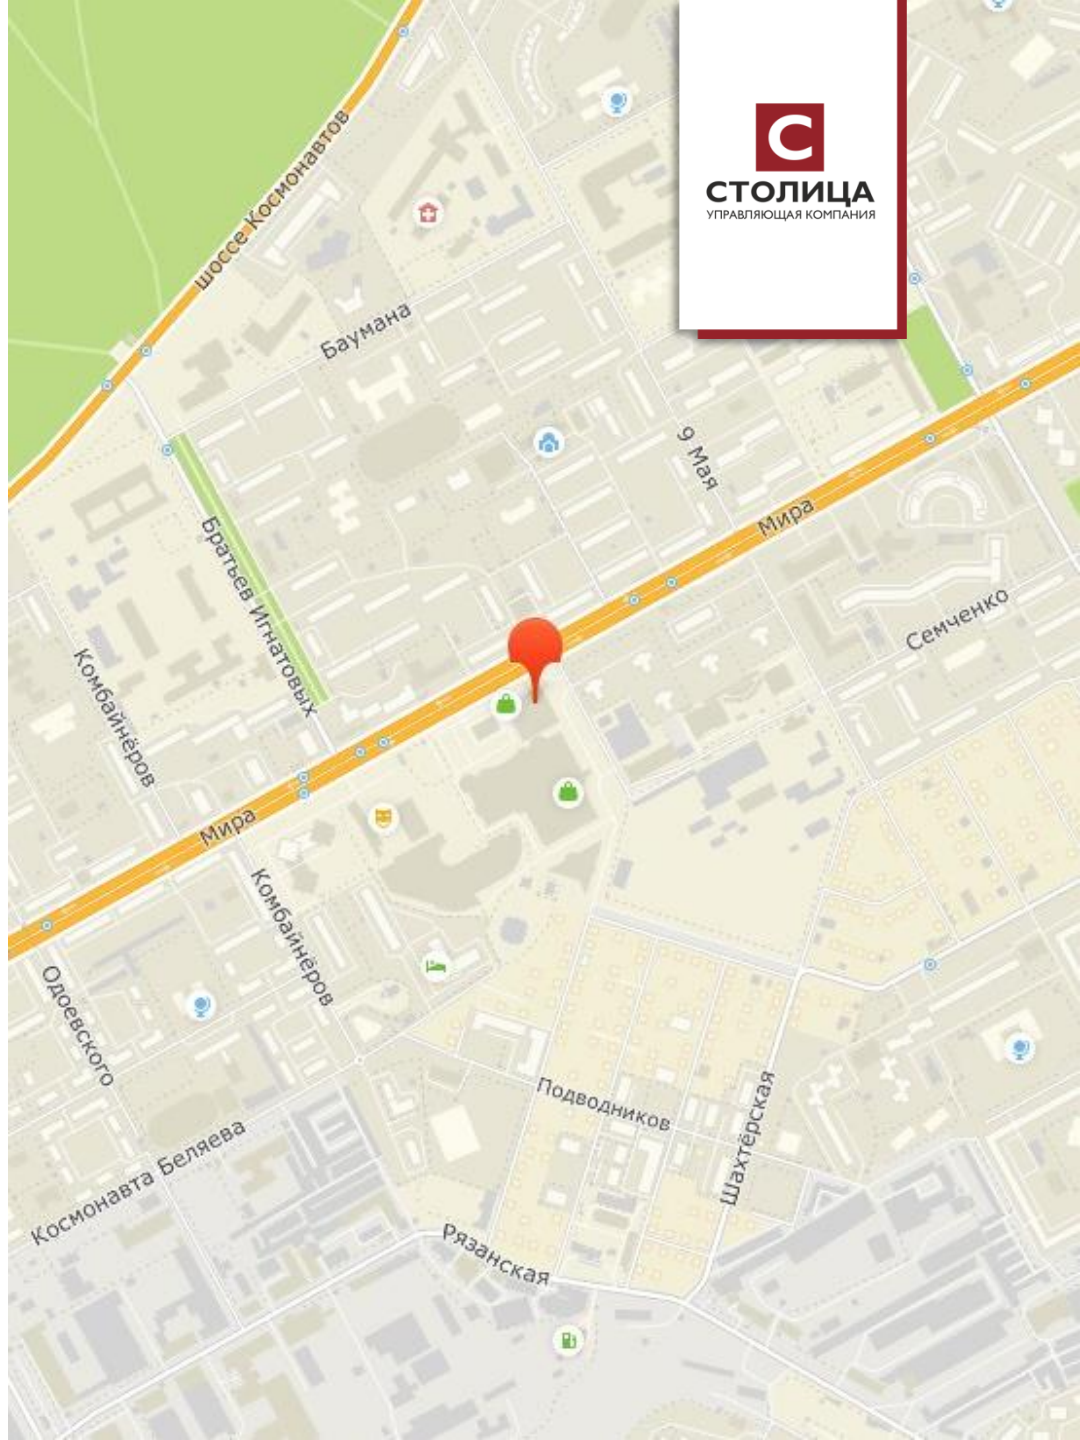 С
СТОЛИЦА
УПРАВЛЯЮЩАЯ КОМПАНИЯ
шоссе Космонавтов
Баумана
9 Мая
Мира
Братьев Игнатовых
Семченко
Комбайнёров
Мира
Комбайнёров
Одоевского
Подводников
Шахтёрская
Космонавта Беляева
Рязанская